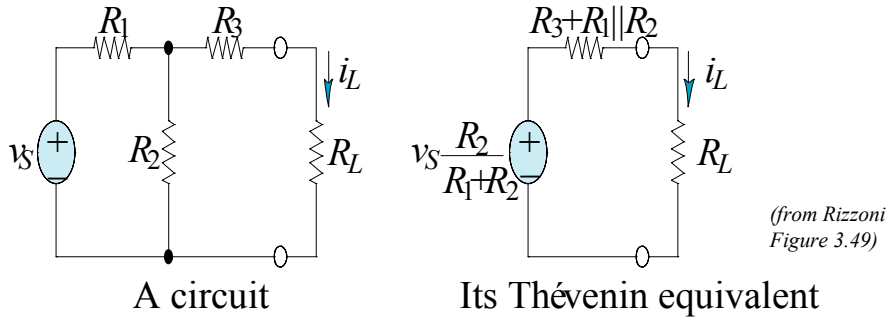 R1
R3
iL
vS
+
R2
RL
−
A circuit
R3+R1||R2
iL
vS R2
R1+R2
+
RL
−
Its Thévenin equivalent
(from Rizzoni
Figure 3.49)